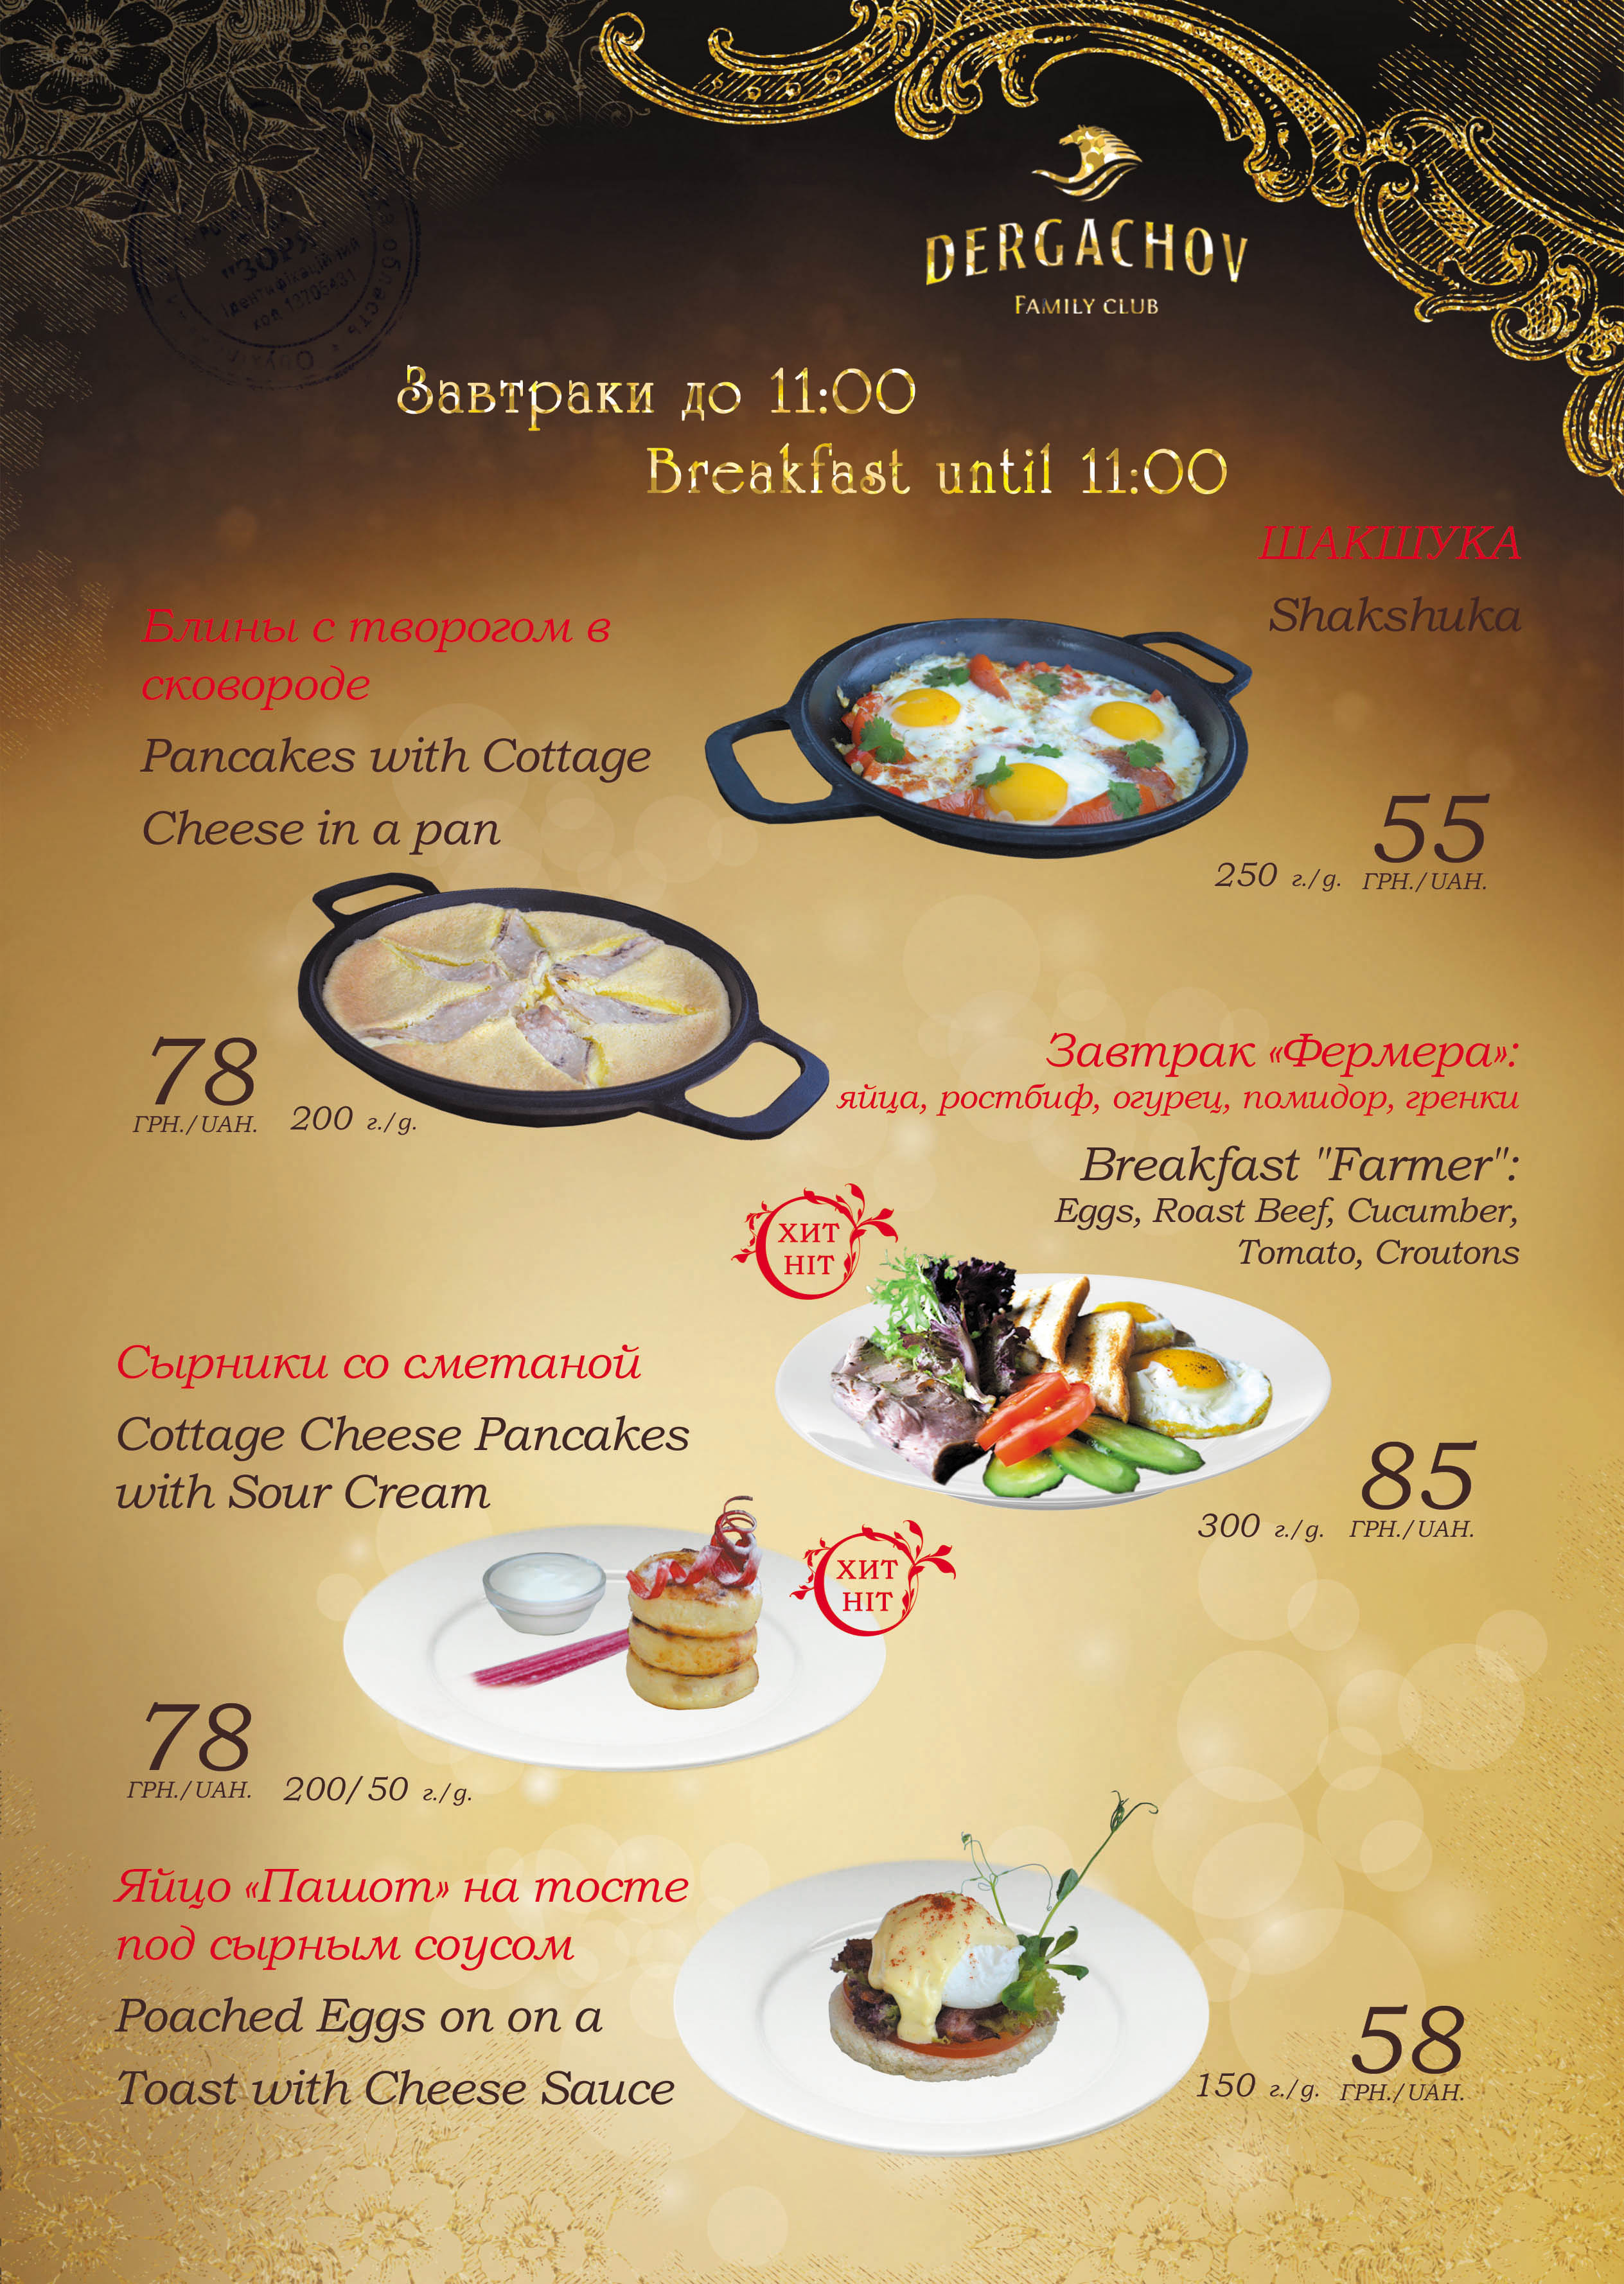 "ЗОРЯ"
ідентифікаційний
код 13705431
DERGACHOV
FAMILY CLUB
Завтраки до 11:00
Breakfast until 11:00
ШАКШУКА
Shakshuka
250 г./g.
55
ГРН./UAH.
Блины с творогом в
сковороде
Pancakes with Cottage
Cheese in a pan
78
ГРН./UAH.
200 г./g.
Завтрак «Фермера»:
яйца, ростбиф, огурец, помидор, гренки
Breakfast "Farmer":
Eggs, Roast Beef, Cucumber,
Tomato, Croutons
ХИТ
HIT
300 г./g.
85
ГРН./UAH.
Сырники со сметаной
Cottage Cheese Pancakes
with Sour Cream
ХИТ
HIT
78
ГРН./UAH.
200/50 г./g.
Яйцо «Пашот» на тосте
под сырным соусом
Poached Eggs on on a
Toast with Cheese Sauce
150 г./g.
58
ГРН./UAH.